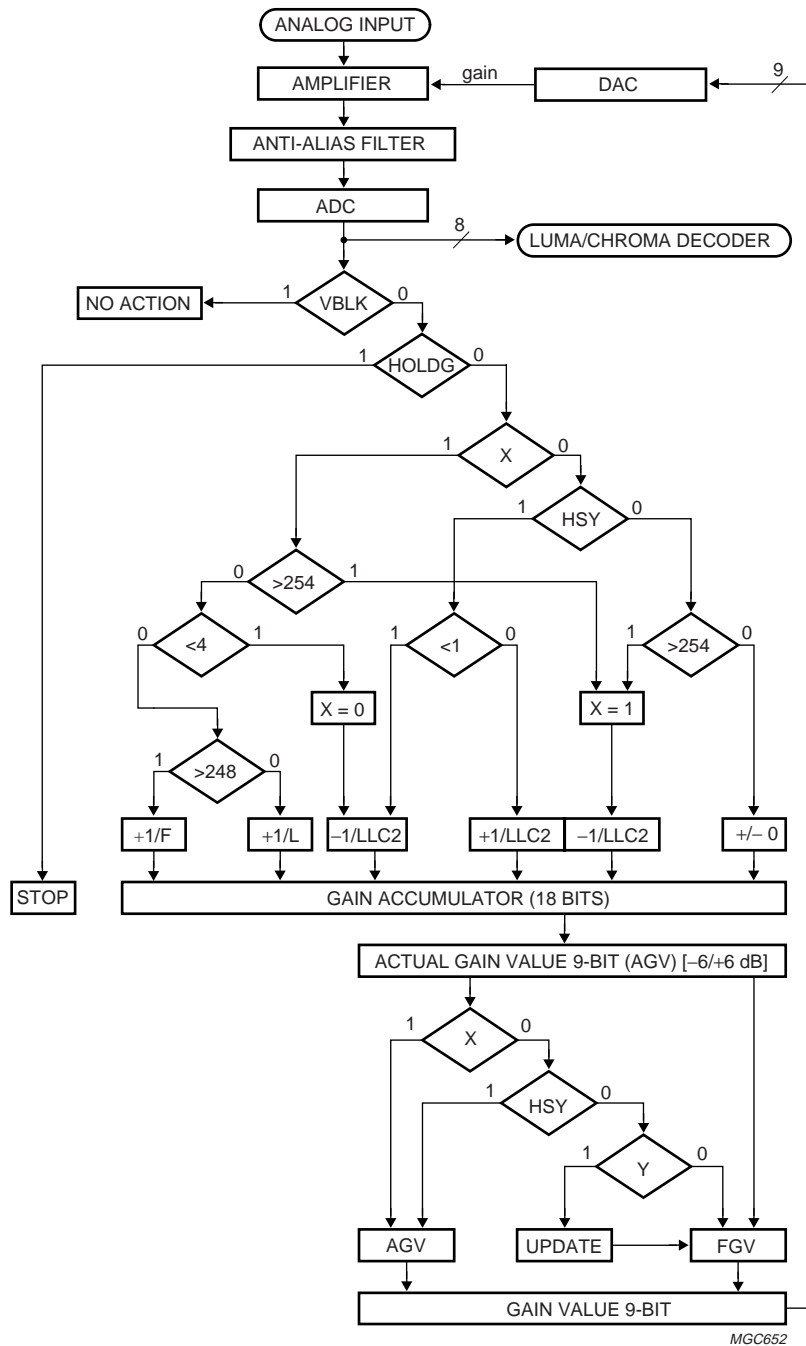 ANALOG INPUT
AMPLIFIER
gain
DAC
9
ANTI-ALIAS FILTER
ADC
8
LUMA/CHROMA DECODER
NO ACTION
1
VBLK
0
1
HOLDG
0
1
X
0
1
HSY
0
0
>254
1
0
<4
1
1
<1
0
1
>254
0
X = 0
X = 1
1
>248
0
+1/F
+1/L
−1/LLC2
+1/LLC2
−1/LLC2
+/− 0
STOP
GAIN ACCUMULATOR (18 BITS)
ACTUAL GAIN VALUE 9-BIT (AGV) [−6/+6 dB]
1
X
0
1
HSY
0
1
Y
0
AGV
UPDATE
FGV
GAIN VALUE 9-BIT
MGC652